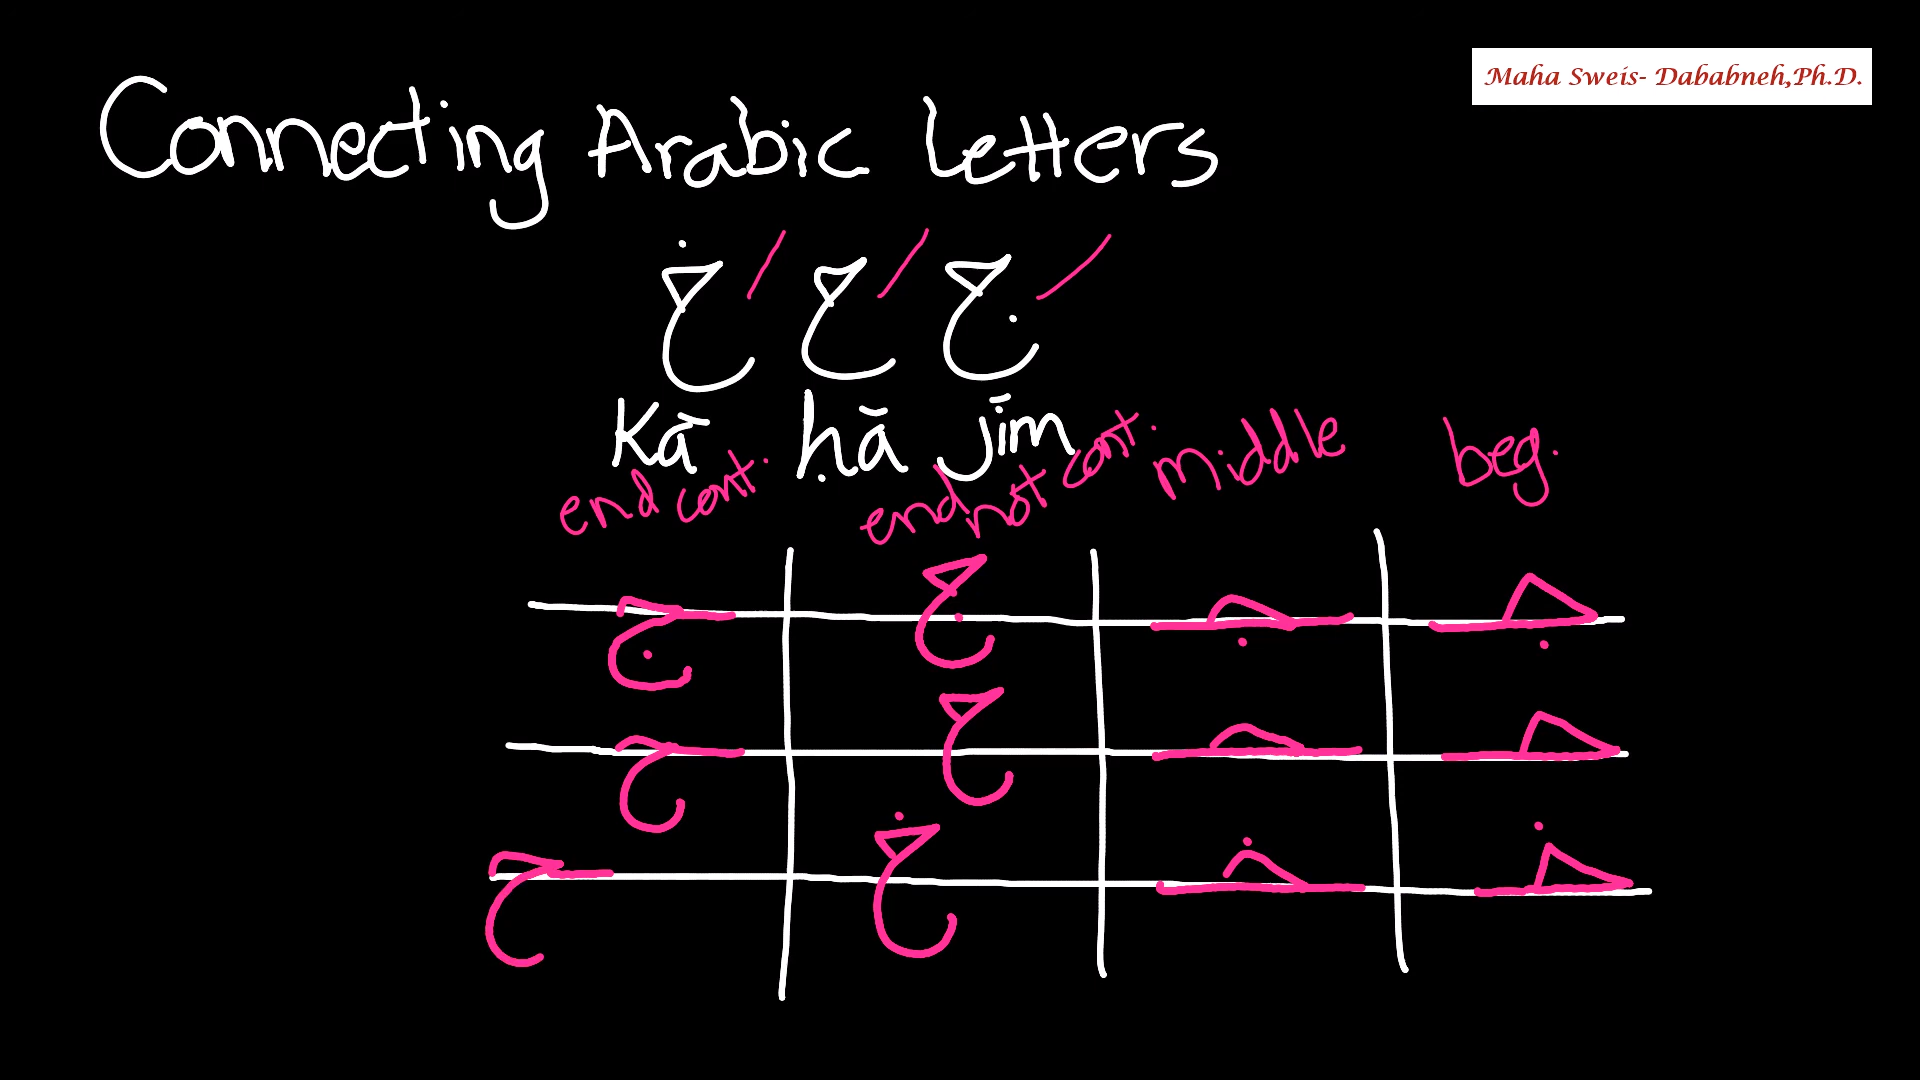 Connecting Arabic Letters
Maha Sweis- Dababneh,Ph.D.
ج ح خ
Kā ḥā jīm
end cont. end not cont. middle beg.
جـ ـجـ ج ـج
حـ ـحـ ح ـح
خـ ـخـ خ ـح